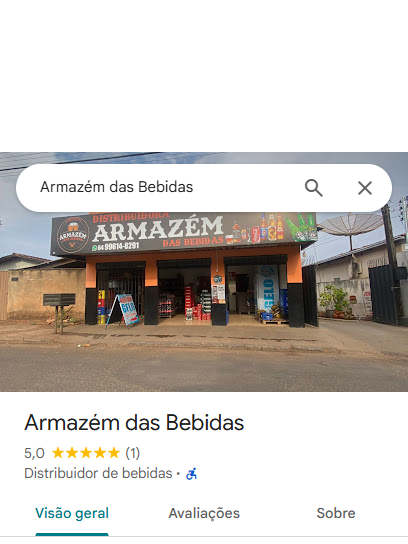 Armazém das Bebidas
DISTRIBUIDORA
ARMAZÉM
DAS BEBIDAS
64 99614-8291
ARMAZÉM
GELO
Armazém das Bebidas
5,0 ★★★★★ (1)
Distribuidor de bebidas ·
Visão geral
Avaliações
Sobre